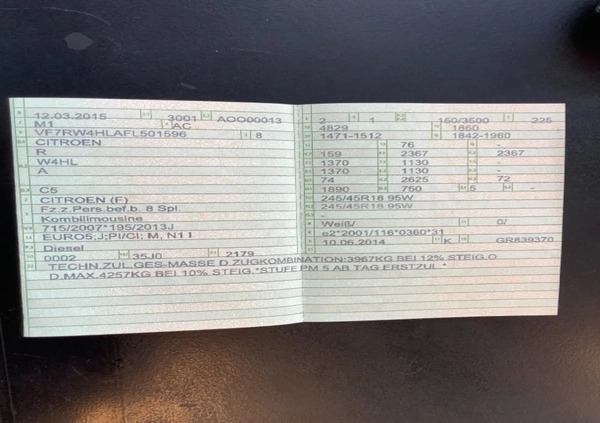 12.03.2015 3001 AOO00013
M1 AC
VF7RW4HLAFL501596 8
CITROEN
R
W4HL
A
C5
CITROEN (F)
Fz.z.Pers.bef.b. 8 Spl.
Kombilimousine
715/2007*195/2013J
EURO5;J;PI/CI; M, N1 I
Diesel
0002 35J0 2179
2 1 150/3500 225
4829 1860
1471-1512 1842-1960
76 -
159 2367 2367
1370 1130 -
1370 1130 -
74 2625 72
1890 750 5 -
245/45R18 95W
245/45R18 95W
-
Weiß/ 0/
e2*2001/116*0360*31
10.06.2014 K GR839370
TECHN.ZUL.GES-MASSE D.ZUGKOMBINATION:3967KG BEI 12% STEIG.O
D.MAX.4257KG BEI 10% STEIG.*STUFE PM 5 AB TAG ERSTZUL *